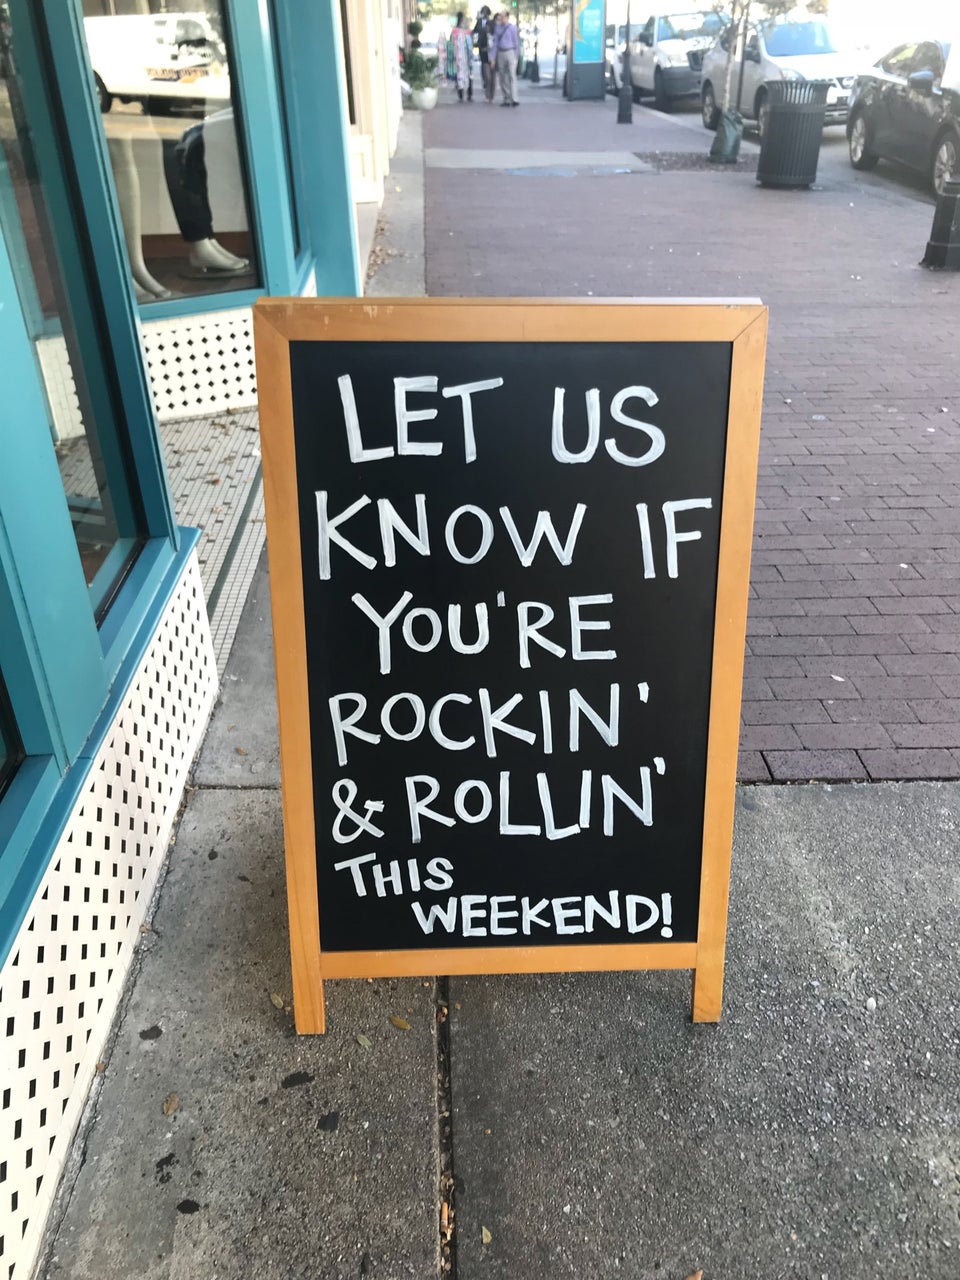 LET US
KNOW IF
YOU'RE
ROCKIN'
& ROLLIN'
THIS
WEEKEND!